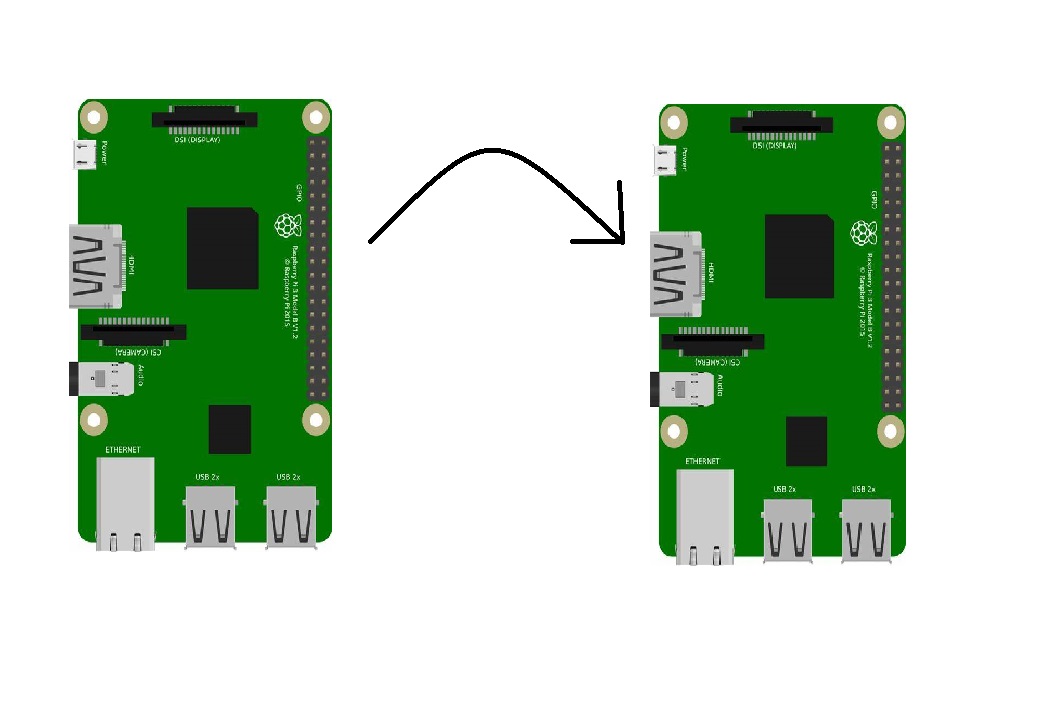 DSI (DISPLAY)
Power
GPIO
HDMI
Raspberry Pi 3 Model B V1.2
© Raspberry Pi 2015
CSI (CAMERA)
Audio
ETHERNET
USB 2x
USB 2x
DSI (DISPLAY)
Power
GPIO
HDMI
Raspberry Pi 3 Model B V1.2
© Raspberry Pi 2015
CSI (CAMERA)
Audio
ETHERNET
USB 2x
USB 2x